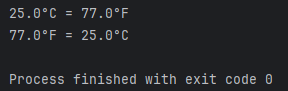 25.0°C = 77.0°F
77.0°F = 25.0°C
Process finished with exit code 0